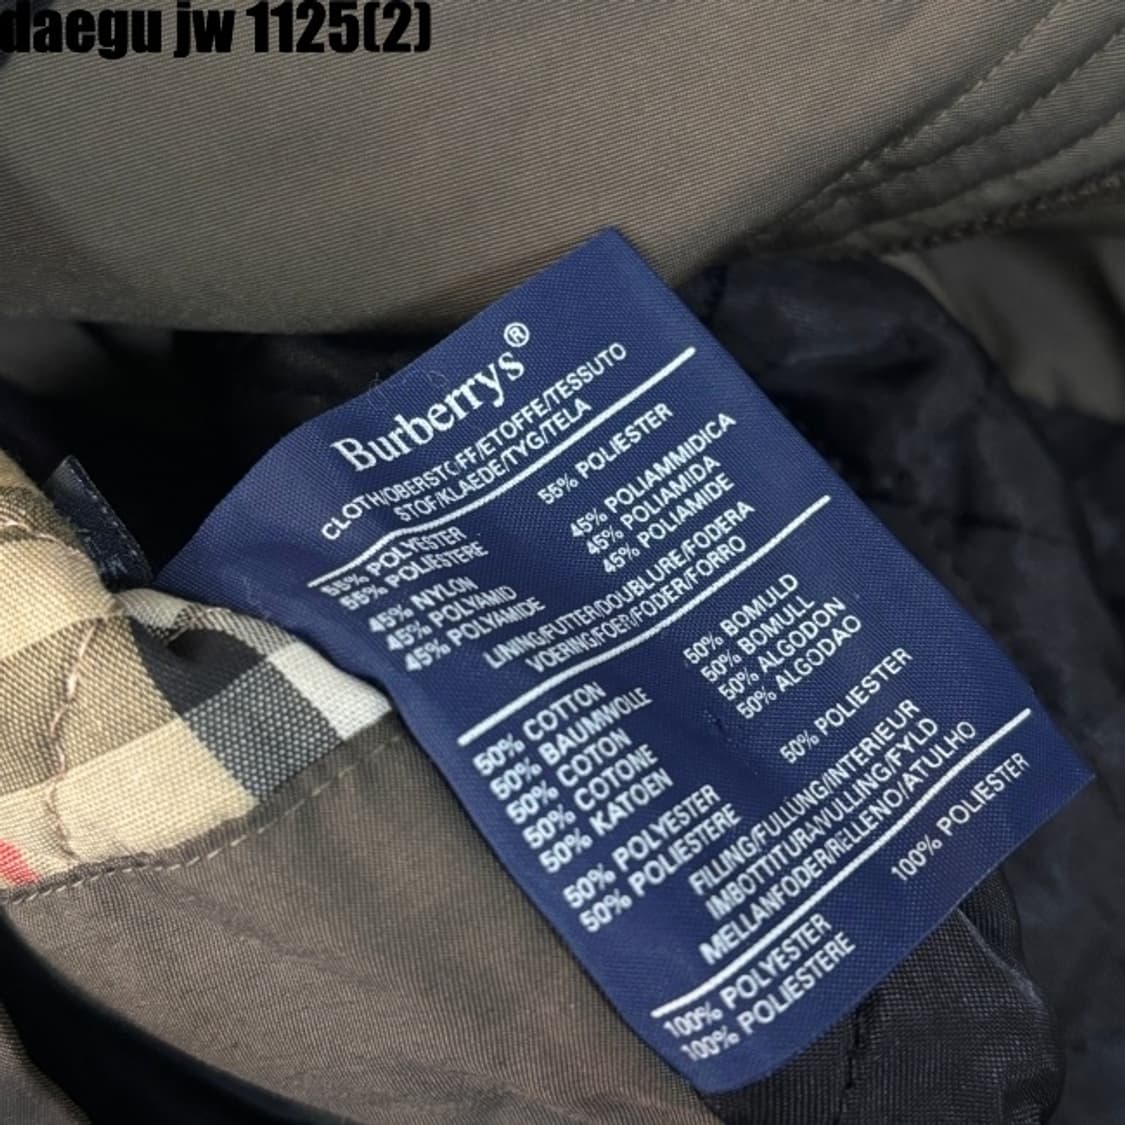 daegu jw 1125(2)
Burberrys®
CLOTH/OBERSTOFF/ETOFFE/TESSUTO
STOF/KLAEDE/TYG/TELA
55% POLYESTER
55% POLIESTERE
55% POLIESTER
45% NYLON
45% POLYAMID
45% POLYAMIDE
45% POLIAMMIDICA
45% POLIAMIDA
45% POLIAMIDE
LINING/FUTTER/DOUBLURE/FODERA
VOERING/FOER/FODER/FORRO
50% COTTON
50% BAUMWOLLE
50% COTON
50% COTONE
50% KATOEN
50% BOMULD
50% BOMULL
50% ALGODON
50% ALGODAO
50% POLYESTER
50% POLIESTERE
50% POLIESTER
FILLING/FULLUNG/INTERIEUR
IMBOTTITURA/VULLING/FYLD
MELLANFODER/RELLENO/ATULHO
100% POLYESTER
100% POLIESTERE
100% POLIESTER